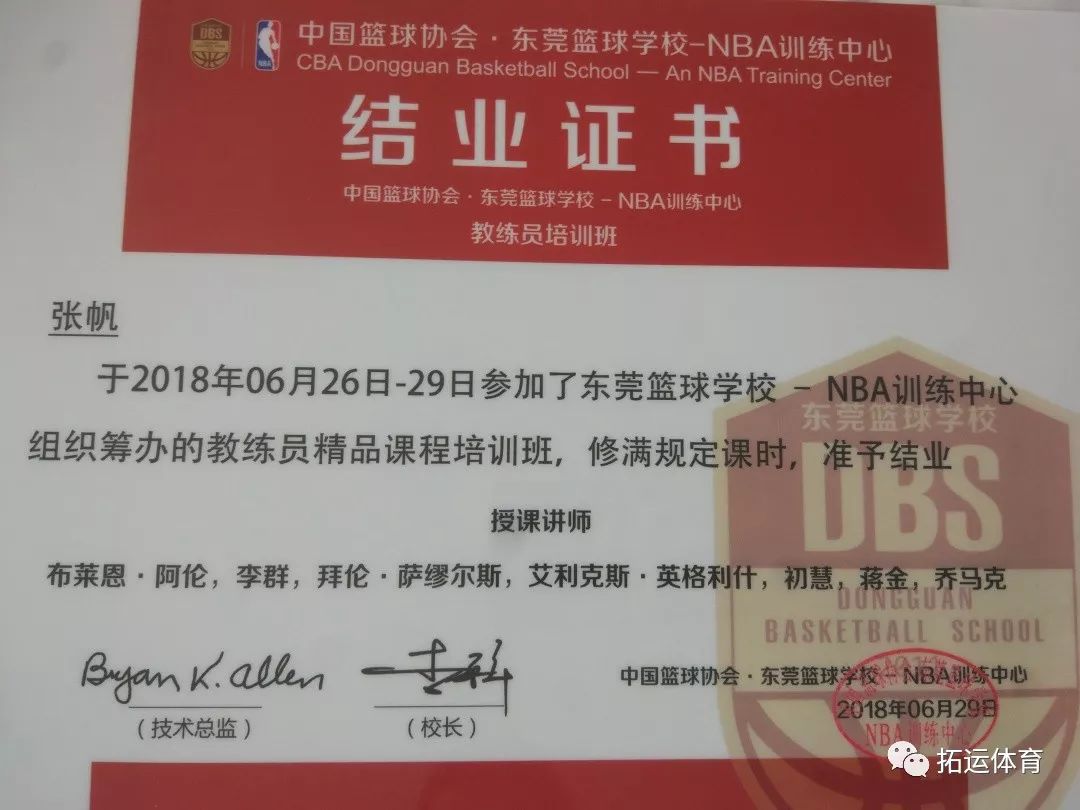 DBS
NBA
中国篮球协会·东莞篮球学校-NBA训练中心
CBA Dongguan Basketball School — An NBA Training Center
结业证书
中国篮球协会·东莞篮球学校 - NBA训练中心
教练员培训班
张帆
于2018年06月26日-29日参加了东莞篮球学校 - NBA训练中心
组织筹办的教练员精品课程培训班，修满规定课时，准予结业
东莞篮球学校
DBS
DONGGUAN
BASKETBALL SCHOOL
授课讲师
布莱恩·阿伦，李群，拜伦·萨缪尔斯，艾利克斯·英格利什，初慧，蒋金，乔马克
Bryan K. Allen
（技术总监）
李群
（校长）
中国篮球协会·东莞篮球学校 - NBA训练中心
2018年06月29日
NBA训练中心
拓运体育